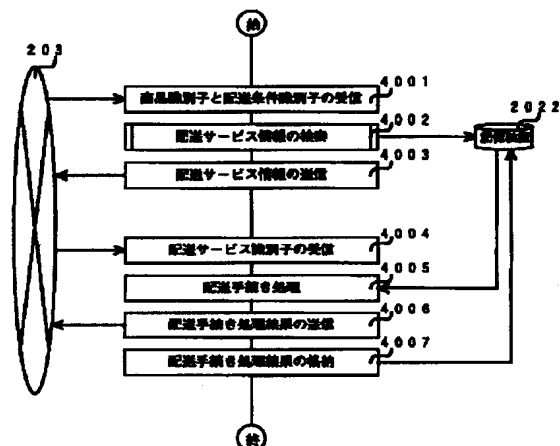 始
203
4001
商品識別子と配送条件識別子の受信
4002
2022
配送サービス情報の検索
4003
配送サービス情報の送信
4004
配送サービス識別子の受信
4005
配送手続き処理
4006
配送手続き処理結果の送信
4007
配送手続き処理結果の格納
終